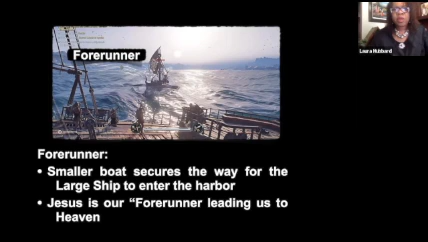 Forerunner
Laura Hubbard
Forerunner:
• Smaller boat secures the way for the
Large Ship to enter the harbor
• Jesus is our “Forerunner leading us to
Heaven